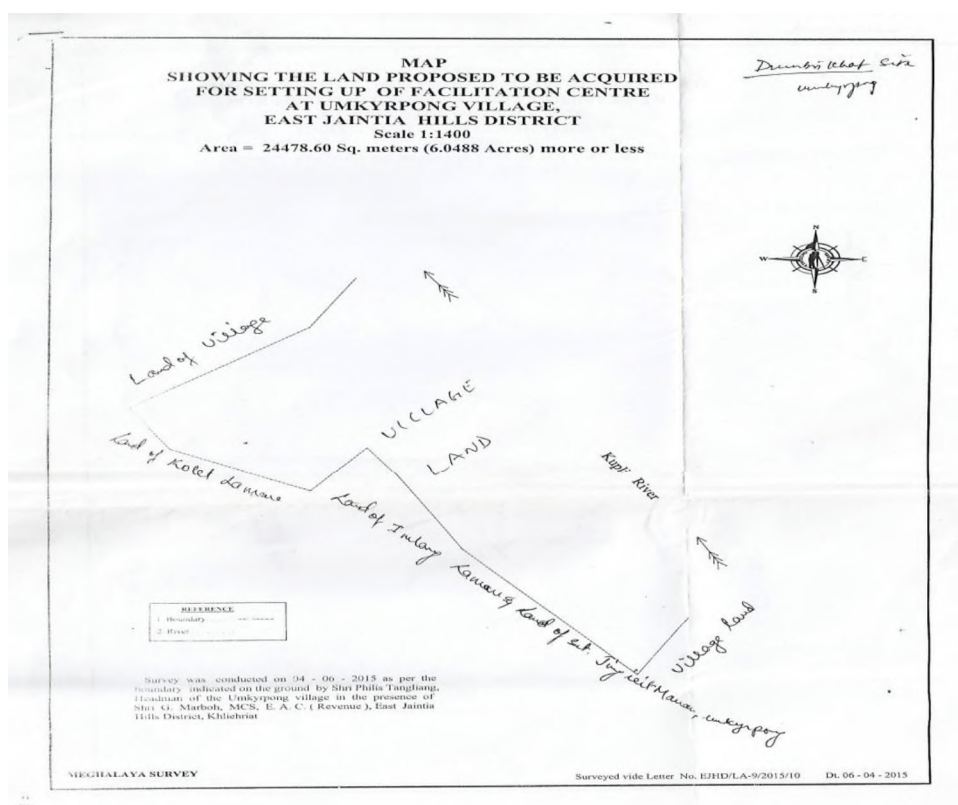 MAP
SHOWING THE LAND PROPOSED TO BE ACQUIRED
FOR SETTING UP OF FACILITATION CENTRE
AT UMKYRPONG VILLAGE,
EAST JAINTIA HILLS DISTRICT
Scale 1:1400
Area = 24478.60 Sq. meters (6.0488 Acres) more or less
Site
N
W E
S
Land of Village
VILLAGE
LAND
Land of Kolet Lamare
Kupli River
Land of Lamare & Land of
Village Land
Umkyrpong
REFERENCE
1. Boundary
2. River
Survey was conducted on 04 - 06 - 2015 as per the
boundary indicated on the ground by Shri Philis Tangliang,
Headman of the Umkyrpong village in the presence of
Shri G. Marboh, MCS, E. A. C. ( Revenue ), East Jaintia
Hills District, Khliehriat
MEGHALAYA SURVEY
Surveyed vide Letter No. EJHD/LA-9/2015/10 Dt. 06 - 04 - 2015